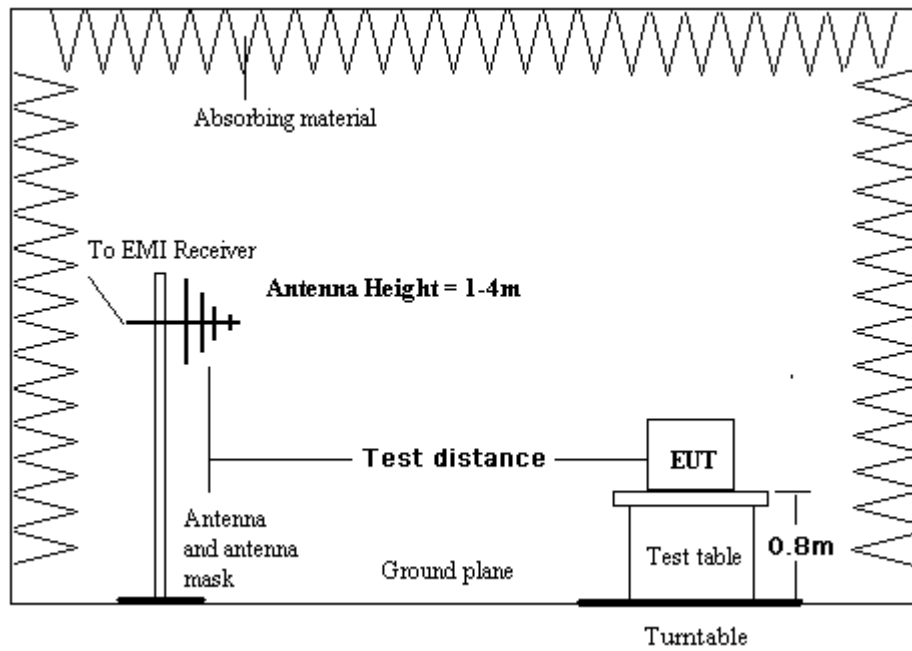 Absorbing material
To EMI Receiver
Antenna Height = 1-4m
Test distance
EUT
Antenna
and antenna
mask
Ground plane
Test table
0.8m
Turntable